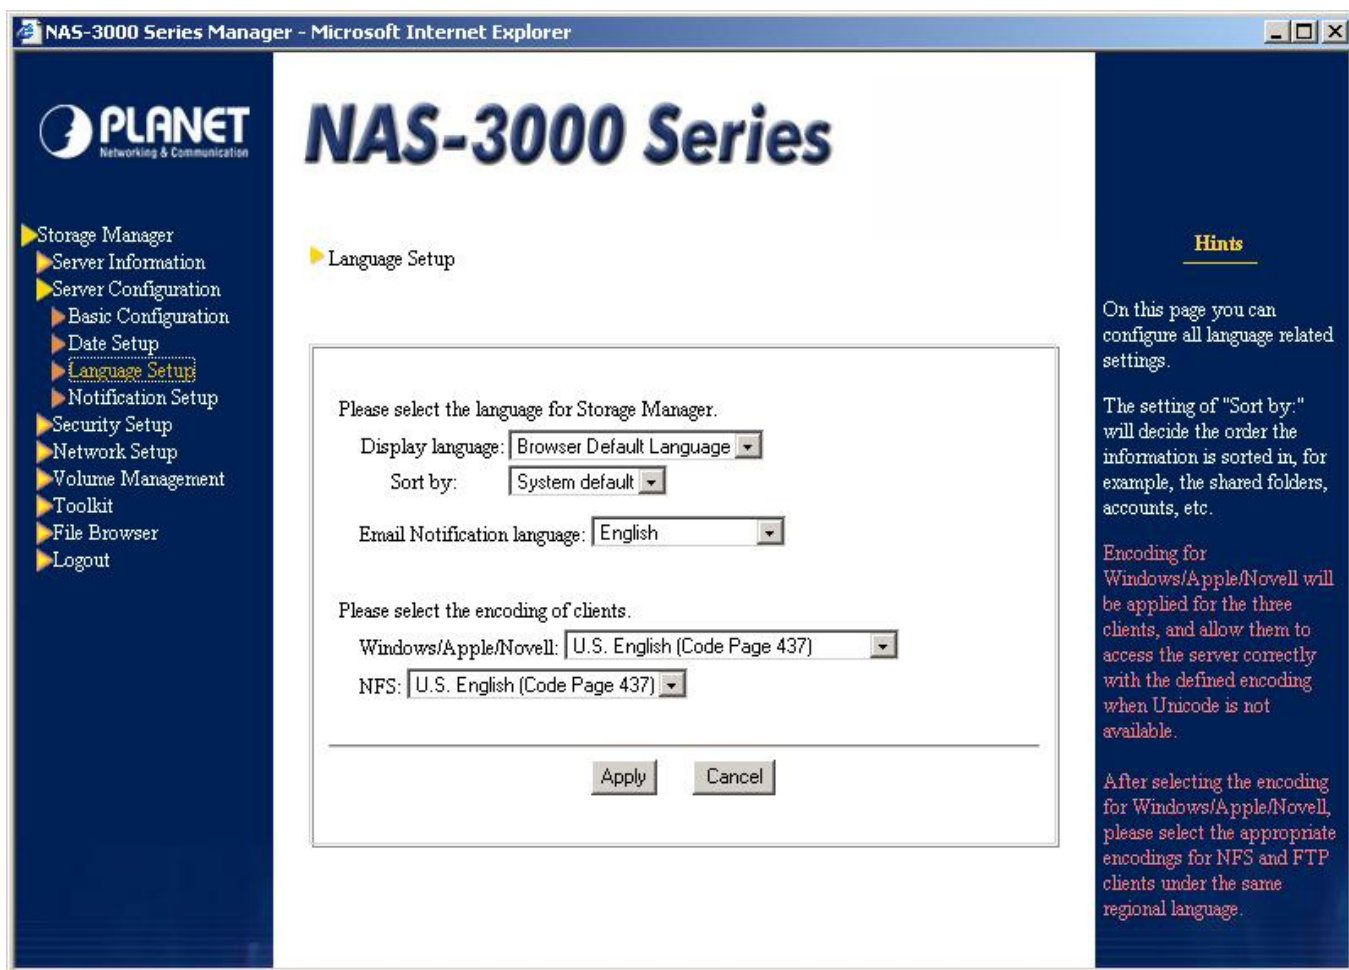 NAS-3000 Series Manager - Microsoft Internet Explorer
PLANET
Networking & Communication
NAS-3000 Series
Storage Manager
Server Information
Server Configuration
Basic Configuration
Date Setup
Language Setup
Notification Setup
Security Setup
Network Setup
Volume Management
Toolkit
File Browser
Logout
Language Setup
Please select the language for Storage Manager.
Display language: Browser Default Language
Sort by: System default
Email Notification language: English
Please select the encoding of clients.
Windows/Apple/Novell: U.S. English (Code Page 437)
NFS: U.S. English (Code Page 437)
Apply Cancel
Hints
On this page you can
configure all language related
settings.
The setting of "Sort by:"
will decide the order the
information is sorted in, for
example, the shared folders,
accounts, etc.
Encoding for
Windows/Apple/Novell will
be applied for the three
clients, and allow them to
access the server correctly
with the defined encoding
when Unicode is not
available.
After selecting the encoding
for Windows/Apple/Novell,
please select the appropriate
encodings for NFS and FTP
clients under the same
regional language.